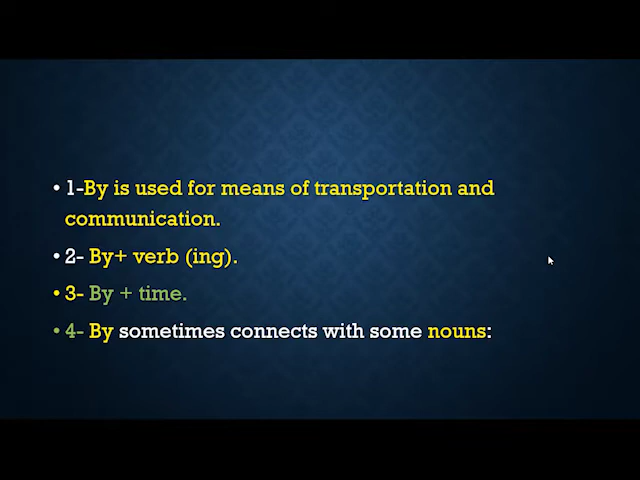 • 1-By is used for means of transportation and
communication.
• 2- By+ verb (ing).
• 3- By + time.
• 4- By sometimes connects with some nouns: